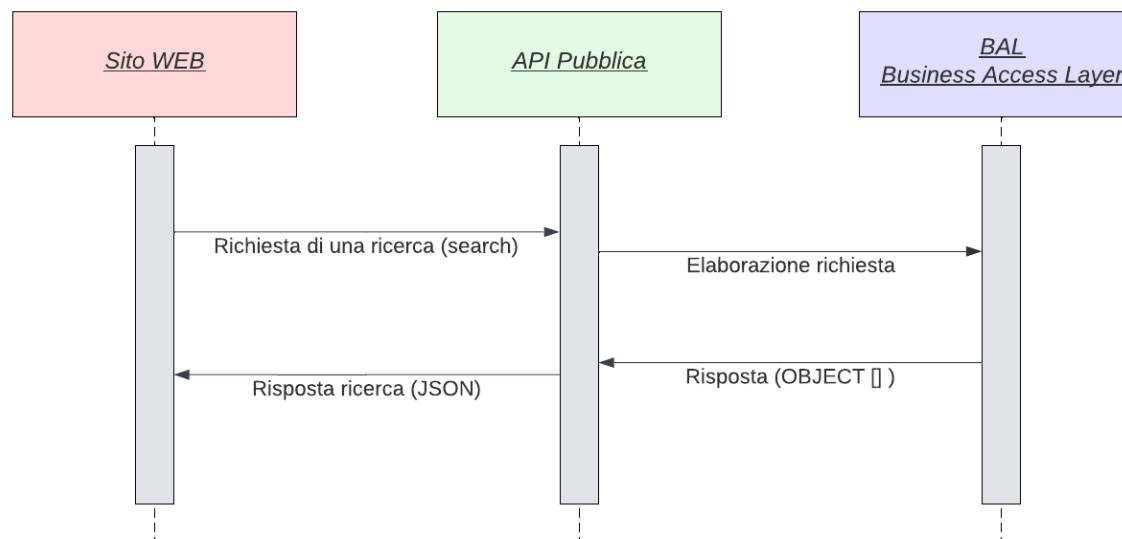 Sito WEB
API Pubblica
BAL
Business Access Layer
Richiesta di una ricerca (search)
Elaborazione richiesta
Risposta (OBJECT [] )
Risposta ricerca (JSON)